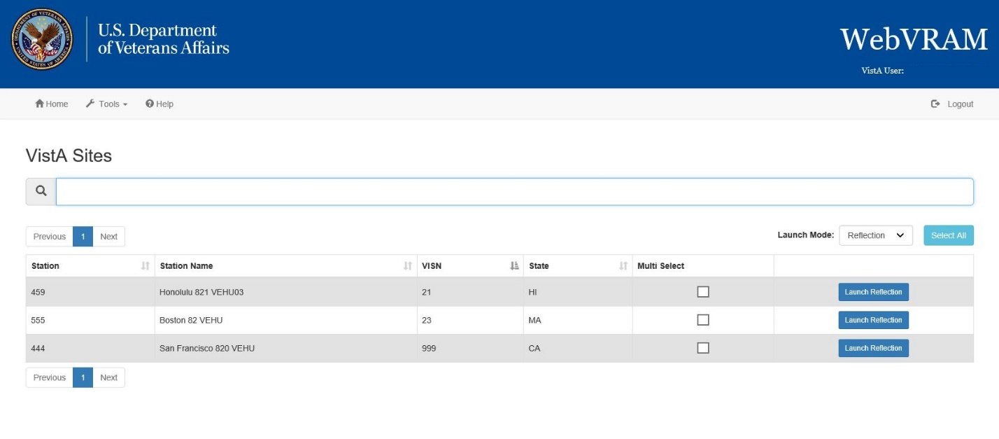 U.S. Department
of Veterans Affairs
WebVRAM
VistA User:
Home Tools Help Logout
VistA Sites
Previous 1 Next Launch Mode: Reflection Select All
Station Station Name VISN State Multi Select
459 Honolulu 821 VEHU03 21 HI Launch Reflection
555 Boston 82 VEHU 23 MA Launch Reflection
444 San Francisco 820 VEHU 999 CA Launch Reflection
Previous 1 Next